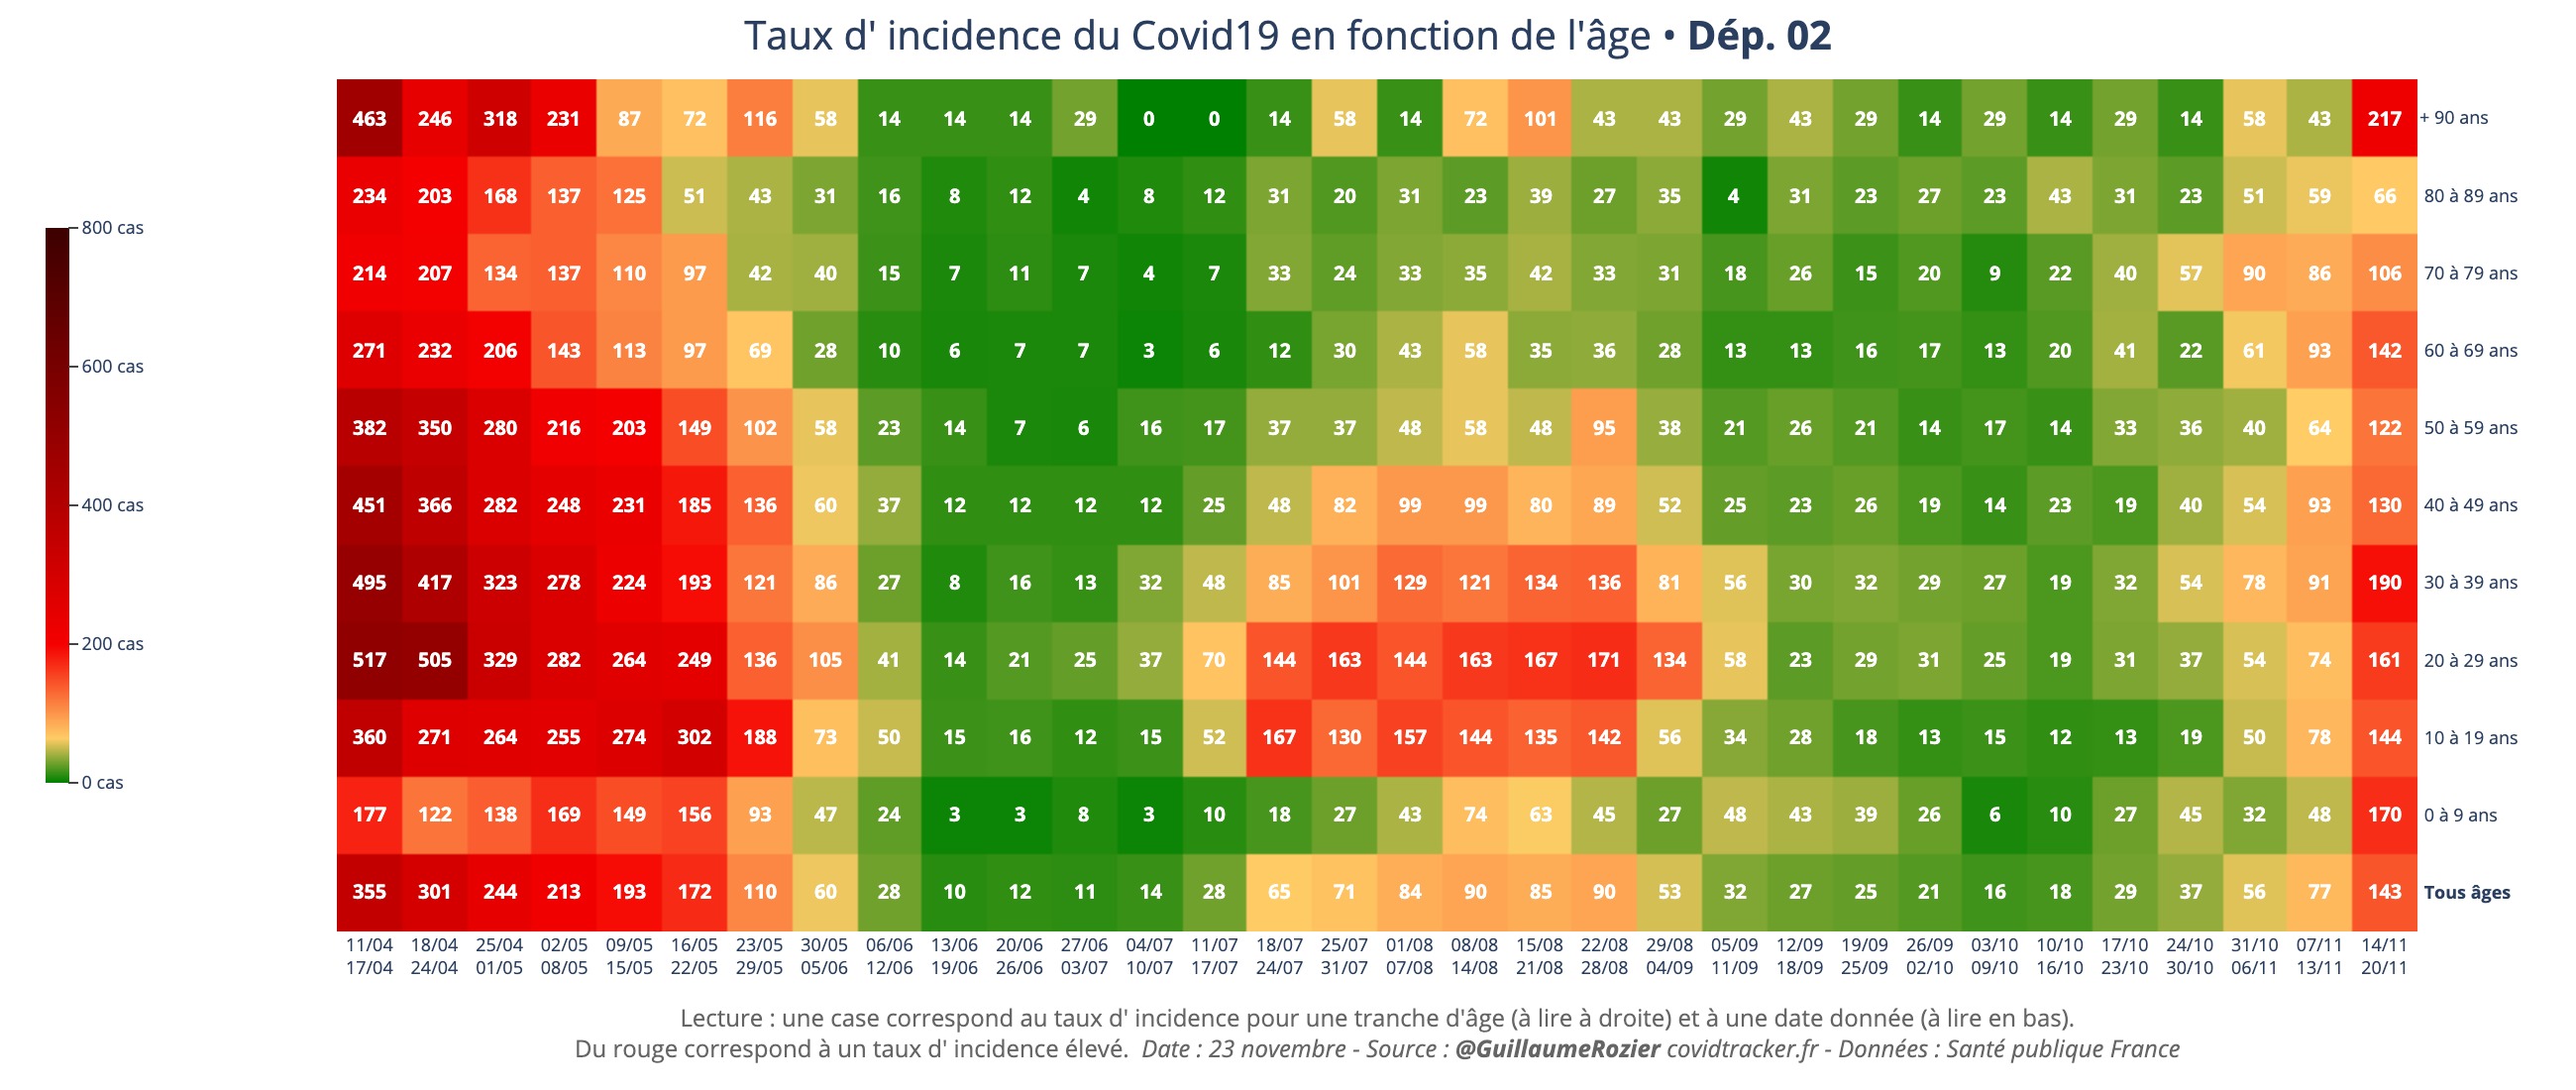 Taux d' incidence du Covid19 en fonction de l'âge • Dép. 02
800 cas
600 cas
400 cas
200 cas
0 cas
463 246 318 231 87 72 116 58 14 14 14 29 0 0 14 58 14 72 101 43 43 29 43 29 14 29 14 29 14 58 43 217 + 90 ans
234 203 168 137 125 51 43 31 16 8 12 4 8 12 31 20 31 23 39 27 35 4 31 23 27 23 43 31 23 51 59 66 80 à 89 ans
214 207 134 137 110 97 42 40 15 7 11 7 4 7 33 24 33 35 42 33 31 18 26 15 20 9 22 40 57 90 86 106 70 à 79 ans
271 232 206 143 113 97 69 28 10 6 7 7 3 6 12 30 43 58 35 36 28 13 13 16 17 13 20 41 22 61 93 142 60 à 69 ans
382 350 280 216 203 149 102 58 23 14 7 6 16 17 37 37 48 58 48 95 38 21 26 21 14 17 14 33 36 40 64 122 50 à 59 ans
451 366 282 248 231 185 136 60 37 12 12 12 12 25 48 82 99 99 80 89 52 25 23 26 19 14 23 19 40 54 93 130 40 à 49 ans
495 417 323 278 224 193 121 86 27 8 16 13 32 48 85 101 129 121 134 136 81 56 30 32 29 27 19 32 54 78 91 190 30 à 39 ans
517 505 329 282 264 249 136 105 41 14 21 25 37 70 144 163 144 163 167 171 134 58 23 29 31 25 19 31 37 54 74 161 20 à 29 ans
360 271 264 255 274 302 188 73 50 15 16 12 15 52 167 130 157 144 135 142 56 34 28 18 13 15 12 13 19 50 78 144 10 à 19 ans
177 122 138 169 149 156 93 47 24 3 3 8 3 10 18 27 43 74 63 45 27 48 43 39 26 6 10 27 45 32 48 170 0 à 9 ans
355 301 244 213 193 172 110 60 28 10 12 11 14 28 65 71 84 90 85 90 53 32 27 25 21 16 18 29 37 56 77 143 Tous âges
11/04 18/04 25/04 02/05 09/05 16/05 23/05 30/05 06/06 13/06 20/06 27/06 04/07 11/07 18/07 25/07 01/08 08/08 15/08 22/08 29/08 05/09 12/09 19/09 26/09 03/10 10/10 17/10 24/10 31/10 07/11 14/11
17/04 24/04 01/05 08/05 15/05 22/05 29/05 05/06 12/06 19/06 26/06 03/07 10/07 17/07 24/07 31/07 07/08 14/08 21/08 28/08 04/09 11/09 18/09 25/09 02/10 09/10 16/10 23/10 30/10 06/11 13/11 20/11
Lecture : une case correspond au taux d' incidence pour une tranche d'âge (à lire à droite) et à une date donnée (à lire en bas).
Du rouge correspond à un taux d' incidence élevé. Date : 23 novembre - Source : @GuillaumeRozier covidtracker.fr - Données : Santé publique France